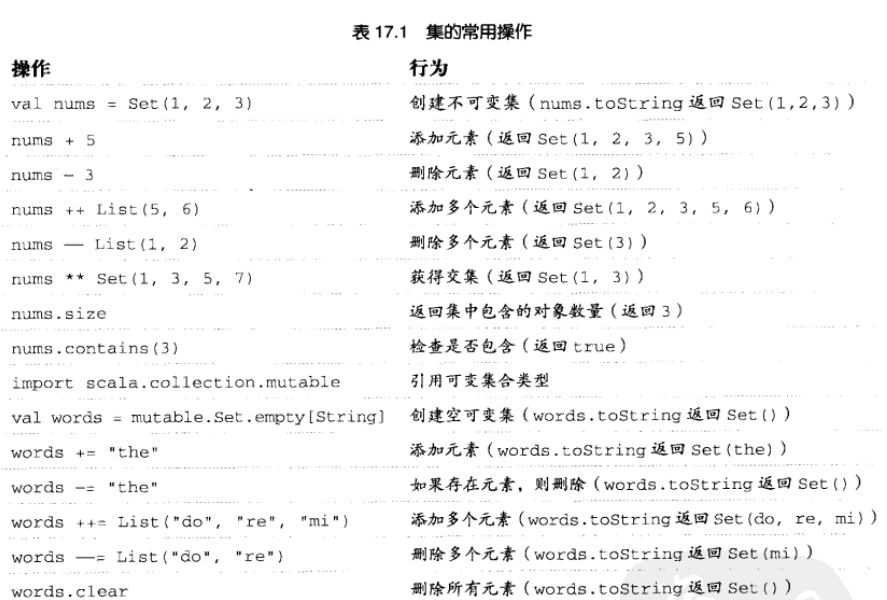 表 17.1 集的常用操作
操作 行为
val nums = Set(1, 2, 3) 创建不可变集（nums.toString 返回 Set(1,2,3)）
nums + 5 添加元素（返回 Set(1, 2, 3, 5)）
nums - 3 删除元素（返回 Set(1, 2)）
nums ++ List(5, 6) 添加多个元素（返回 Set(1, 2, 3, 5, 6)）
nums -- List(1, 2) 删除多个元素（返回 Set(3)）
nums ** Set(1, 3, 5, 7) 获得交集（返回 Set(1, 3)）
nums.size 返回集中包含的对象数量（返回 3）
nums.contains(3) 检查是否包含（返回 true）
import scala.collection.mutable 引用可变集合类型
val words = mutable.Set.empty[String] 创建空可变集（words.toString 返回 Set()）
words += "the" 添加元素（words.toString 返回 Set(the)）
words -= "the" 如果存在元素，则删除（words.toString 返回 Set()）
words ++= List("do", "re", "mi") 添加多个元素（words.toString 返回 Set(do, re, mi)）
words --= List("do", "re") 删除多个元素（words.toString 返回 Set(mi)）
words.clear 删除所有元素（words.toString 返回 Set()）